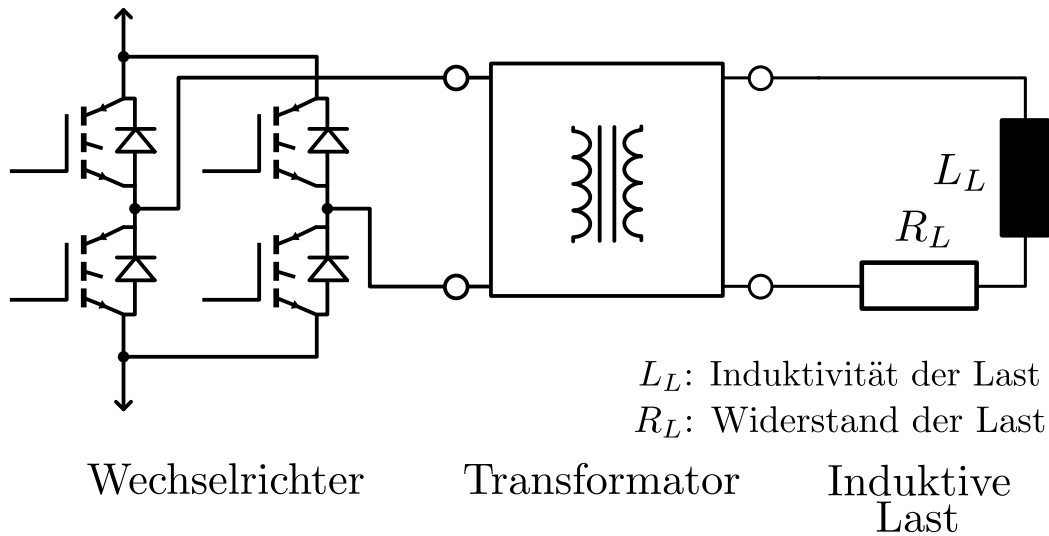 L_L
R_L
L_L: Induktivität der Last
R_L: Widerstand der Last
Wechselrichter
Transformator
Induktive
Last